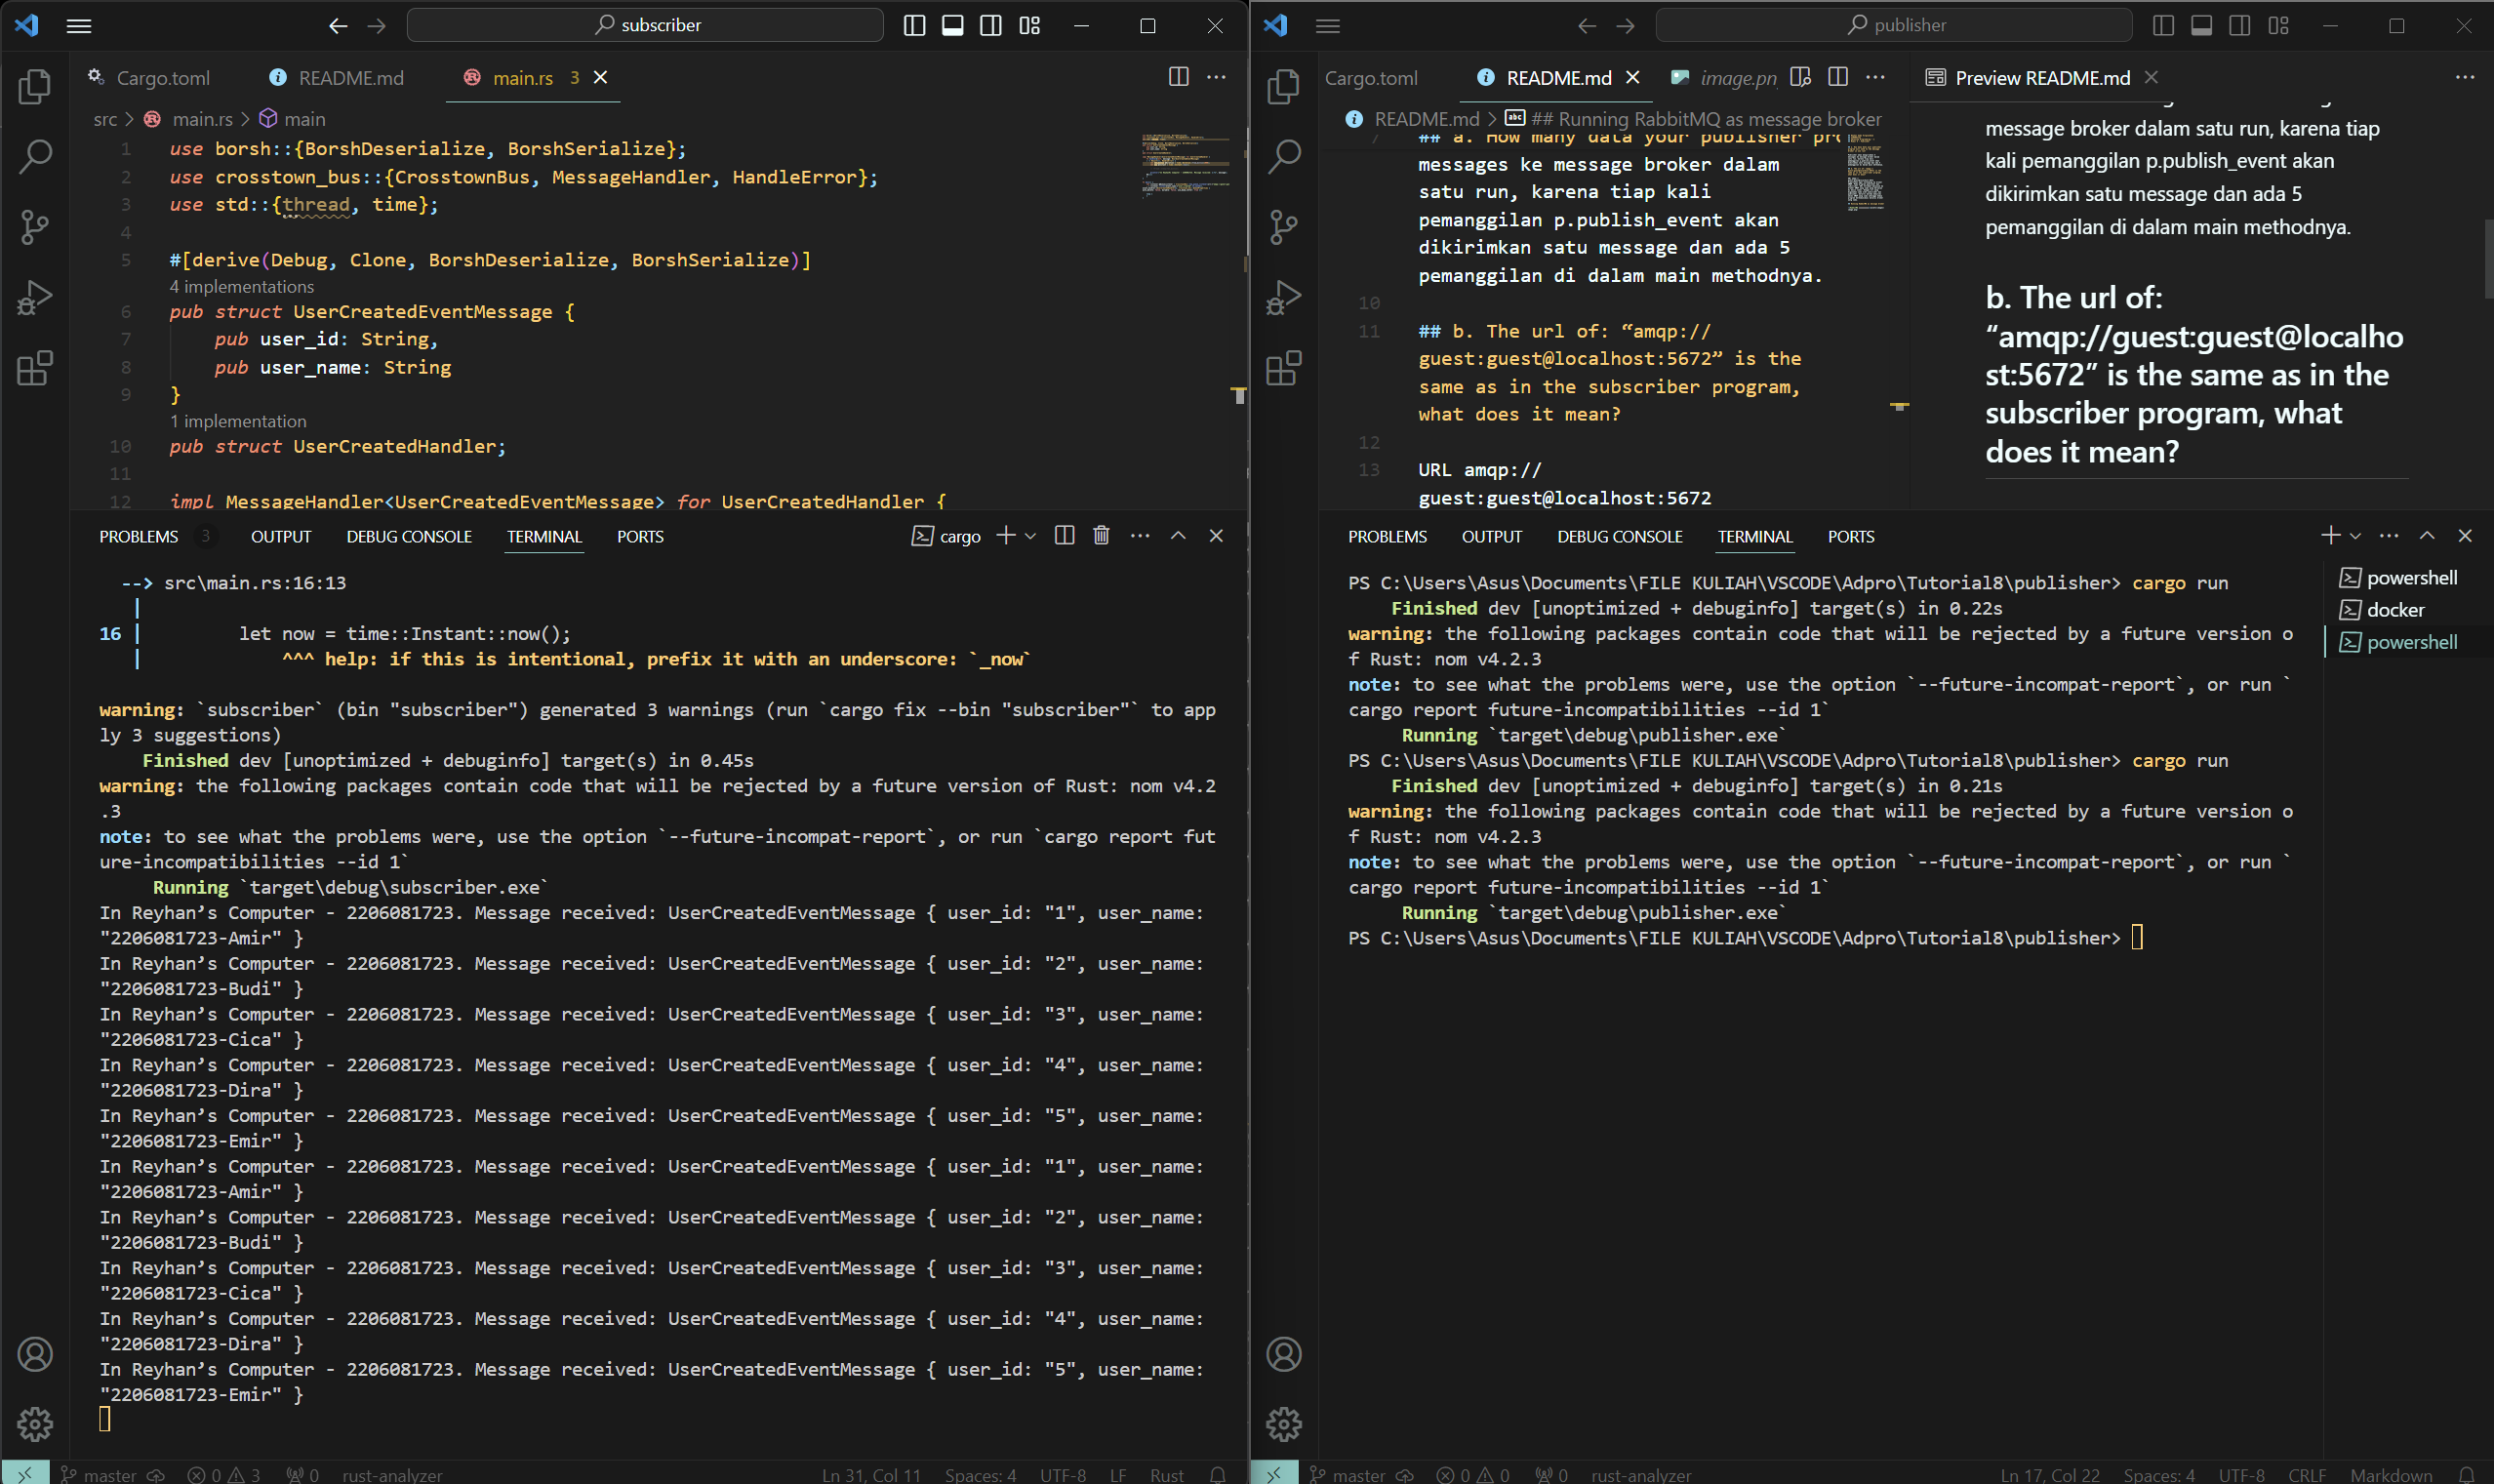 subscriber
Cargo.toml
README.md
main.rs 3
src > main.rs > main
1 use borsh::{BorshDeserialize, BorshSerialize};
2 use crosstown_bus::{CrosstownBus, MessageHandler, HandleError};
3 use std::{thread, time};
4
5 #[derive(Debug, Clone, BorshDeserialize, BorshSerialize)]
4 implementations
6 pub struct UserCreatedEventMessage {
7 pub user_id: String,
8 pub user_name: String
9 }
1 implementation
10 pub struct UserCreatedHandler;
11
12 impl MessageHandler<UserCreatedEventMessage> for UserCreatedHandler {
PROBLEMS 3 OUTPUT DEBUG CONSOLE TERMINAL PORTS
cargo
--> src\main.rs:16:13
|
16 | let now = time::Instant::now();
| ^^^ help: if this is intentional, prefix it with an underscore: `_now`
warning: `subscriber` (bin "subscriber") generated 3 warnings (run `cargo fix --bin "subscriber"` to app
ly 3 suggestions)
Finished dev [unoptimized + debuginfo] target(s) in 0.45s
warning: the following packages contain code that will be rejected by a future version of Rust: nom v4.2
.3
note: to see what the problems were, use the option `--future-incompat-report`, or run `cargo report fut
ure-incompatibilities --id 1`
Running `target\debug\subscriber.exe`
In Reyhan’s Computer - 2206081723. Message received: UserCreatedEventMessage { user_id: "1", user_name:
"2206081723-Amir" }
In Reyhan’s Computer - 2206081723. Message received: UserCreatedEventMessage { user_id: "2", user_name:
"2206081723-Budi" }
In Reyhan’s Computer - 2206081723. Message received: UserCreatedEventMessage { user_id: "3", user_name:
"2206081723-Cica" }
In Reyhan’s Computer - 2206081723. Message received: UserCreatedEventMessage { user_id: "4", user_name:
"2206081723-Dira" }
In Reyhan’s Computer - 2206081723. Message received: UserCreatedEventMessage { user_id: "5", user_name:
"2206081723-Emir" }
In Reyhan’s Computer - 2206081723. Message received: UserCreatedEventMessage { user_id: "1", user_name:
"2206081723-Amir" }
In Reyhan’s Computer - 2206081723. Message received: UserCreatedEventMessage { user_id: "2", user_name:
"2206081723-Budi" }
In Reyhan’s Computer - 2206081723. Message received: UserCreatedEventMessage { user_id: "3", user_name:
"2206081723-Cica" }
In Reyhan’s Computer - 2206081723. Message received: UserCreatedEventMessage { user_id: "4", user_name:
"2206081723-Dira" }
In Reyhan’s Computer - 2206081723. Message received: UserCreatedEventMessage { user_id: "5", user_name:
"2206081723-Emir" }
master 0 3 0 rust-analyzer
Ln 31, Col 11 Spaces: 4 UTF-8 LF Rust
publisher
Cargo.toml
README.md
image.pn
README.md > ## Running RabbitMQ as message broker
7 ## a. How many data your publisher pro
messages ke message broker dalam
satu run, karena tiap kali
pemanggilan p.publish_event akan
dikirimkan satu message dan ada 5
pemanggilan di dalam main methodnya.
10
11 ## b. The url of: “amqp://
guest:guest@localhost:5672” is the
same as in the subscriber program,
what does it mean?
12
13 URL amqp://
guest:guest@localhost:5672
Preview README.md
message broker dalam satu run, karena tiap
kali pemanggilan p.publish_event akan
dikirimkan satu message dan ada 5
pemanggilan di dalam main methodnya.
b. The url of:
“amqp://guest:guest@localho
st:5672” is the same as in the
subscriber program, what
does it mean?
PROBLEMS OUTPUT DEBUG CONSOLE TERMINAL PORTS
PS C:\Users\Asus\Documents\FILE KULIAH\VSCODE\Adpro\Tutorial8\publisher> cargo run
Finished dev [unoptimized + debuginfo] target(s) in 0.22s
warning: the following packages contain code that will be rejected by a future version o
f Rust: nom v4.2.3
note: to see what the problems were, use the option `--future-incompat-report`, or run `
cargo report future-incompatibilities --id 1`
Running `target\debug\publisher.exe`
PS C:\Users\Asus\Documents\FILE KULIAH\VSCODE\Adpro\Tutorial8\publisher> cargo run
Finished dev [unoptimized + debuginfo] target(s) in 0.21s
warning: the following packages contain code that will be rejected by a future version o
f Rust: nom v4.2.3
note: to see what the problems were, use the option `--future-incompat-report`, or run `
cargo report future-incompatibilities --id 1`
Running `target\debug\publisher.exe`
PS C:\Users\Asus\Documents\FILE KULIAH\VSCODE\Adpro\Tutorial8\publisher>
powershell
docker
powershell
master 0 0 0 rust-analyzer
Ln 17, Col 22 Spaces: 4 UTF-8 CRLF Markdown